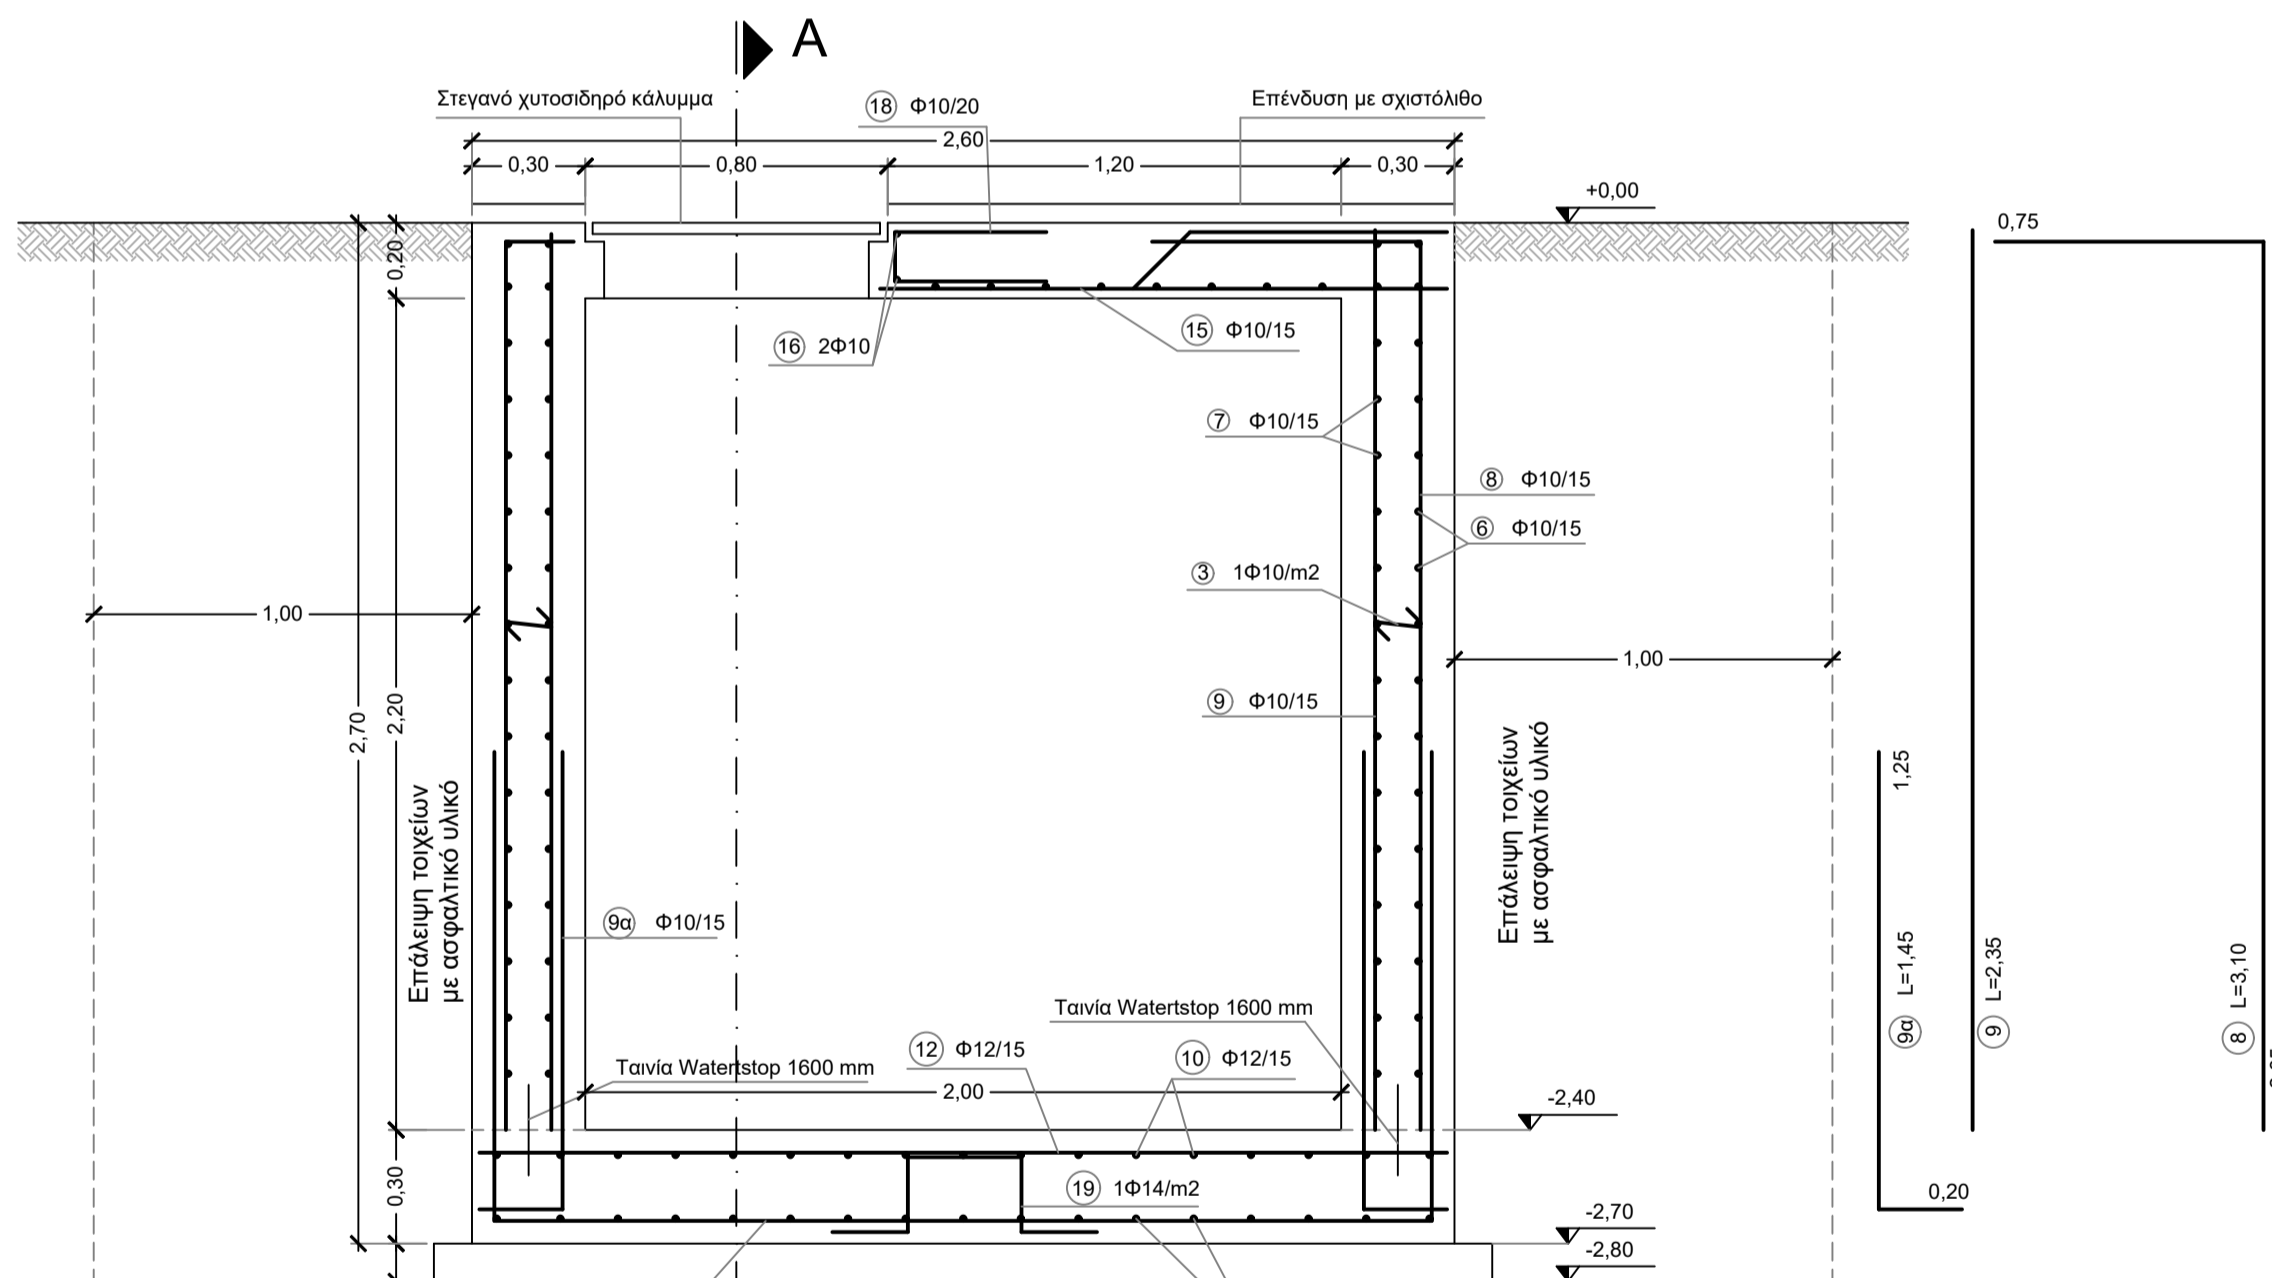 A
Στεγανό χυτοσιδηρό κάλυμμα
18 Φ10/20
Επένδυση με σχιστόλιθο
2,60
0,30
0,80
1,20
0,30
+0,00
0,75
0,20
15 Φ10/15
16 2Φ10
7 Φ10/15
8 Φ10/15
6 Φ10/15
3 1Φ10/m2
1,00
1,00
9 Φ10/15
2,70
2,20
Επάλειψη τοιχείων
με ασφαλτικό υλικό
Επάλειψη τοιχείων
με ασφαλτικό υλικό
1,25
9α Φ10/15
9α L=1,45
9 L=2,35
8 L=3,10
Ταινία Watertstop 1600 mm
12 Φ12/15
10 Φ12/15
Ταινία Watertstop 1600 mm
2,00
-2,40
0,30
19 1Φ14/m2
0,20
-2,70
-2,80